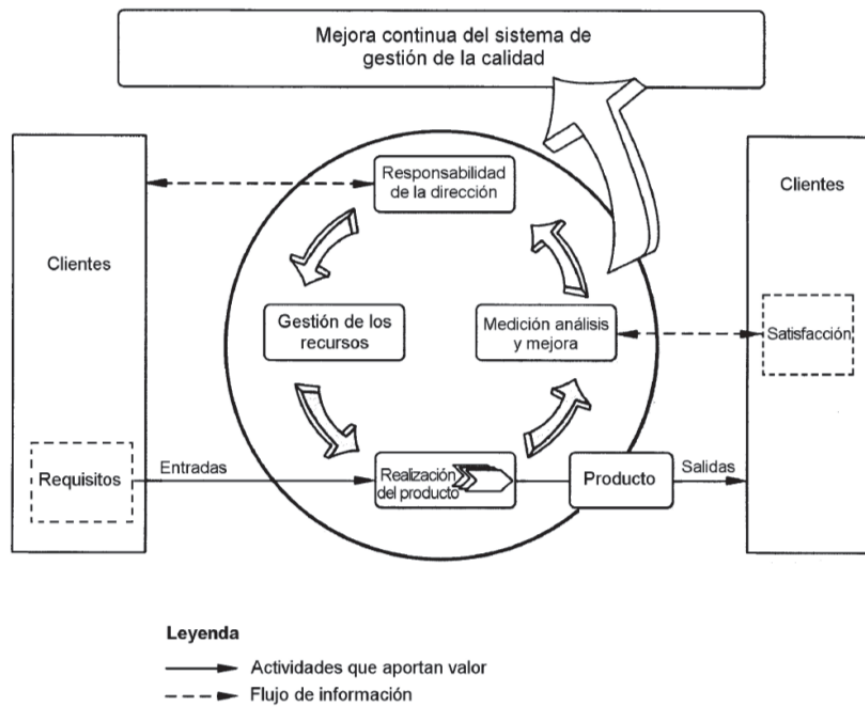 Mejora continua del sistema de
gestión de la calidad
Responsabilidad
de la dirección
Clientes
Clientes
Gestión de los
recursos
Medición análisis
y mejora
Satisfacción
Requisitos
Entradas
Realización
del producto
Producto
Salidas
Leyenda
Actividades que aportan valor
Flujo de información